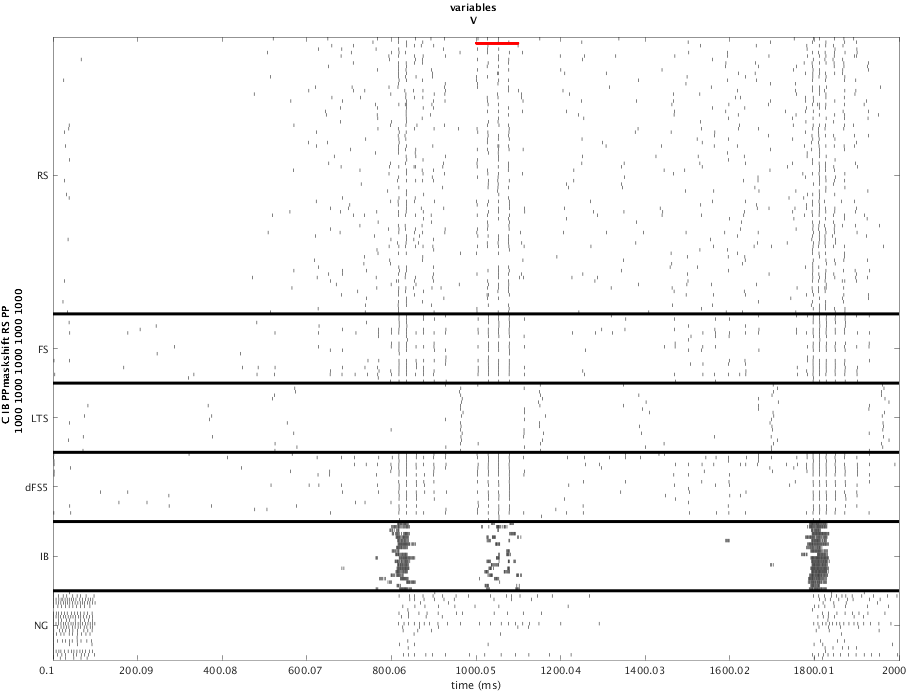 variables
V
C IB PPmaskshift RS PP
1000 1000 1000 1000 1000 1000
RS
FS
LTS
dFS5
IB
NG
0.1 200.09 400.08 600.07 800.06 1000.05 1200.04 1400.03 1600.02 1800.01 2000
time (ms)